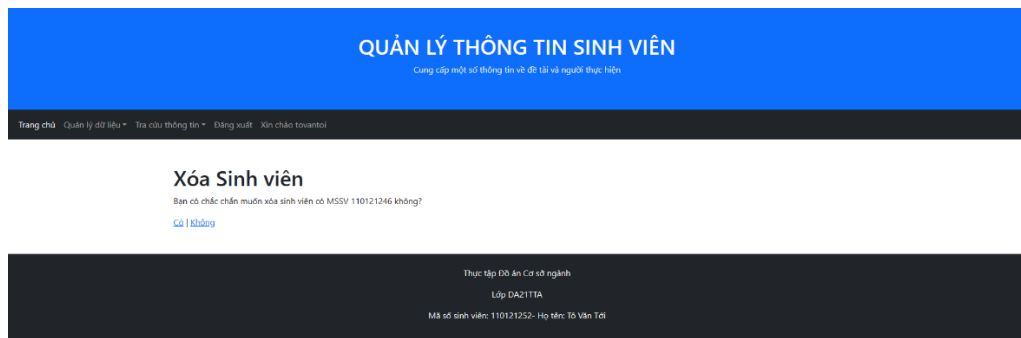 QUẢN LÝ THÔNG TIN SINH VIÊN
Cung cấp một số thông tin về đề tài và người thực hiện
Trang chủ Quản lý dữ liệu Tra cứu thông tin Đăng xuất Xin chào tovantoi
Xóa Sinh viên
Bạn có chắc chắn muốn xóa sinh viên có MSSV 110121246 không?
Có | Không
Thực tập Đồ án Cơ sở ngành
Lớp DA21TTA
Mã số sinh viên: 110121252- Họ tên: Tô Văn Tới